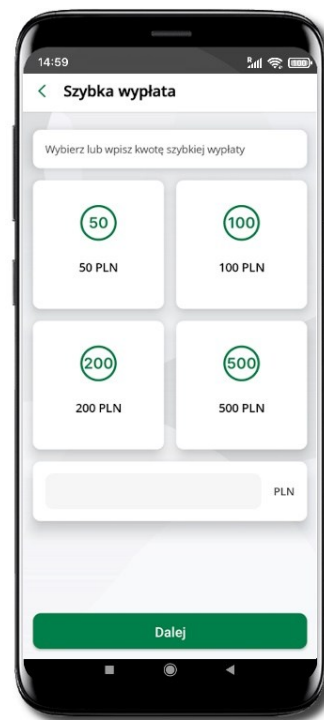 14:59
Szybka wypłata
Wybierz lub wpisz kwotę szybkiej wypłaty
50
100
50 PLN
100 PLN
200
500
200 PLN
500 PLN
PLN
Dalej